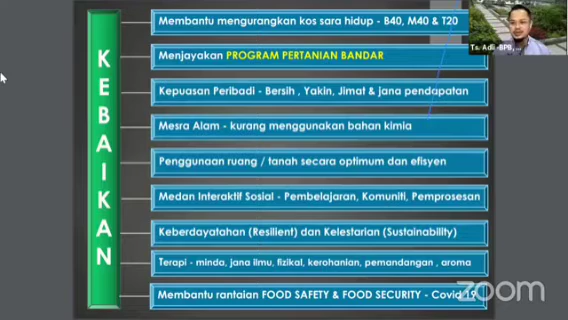 KEBAIKAN
Membantu mengurangkan kos sara hidup - B40, M40 & T20
Menjayakan PROGRAM PERTANIAN BANDAR
Kepuasan Peribadi - Bersih , Yakin, Jimat & jana pendapatan
Mesra Alam - kurang menggunakan bahan kimia
Penggunaan ruang / tanah secara optimum dan efisyen
Medan Interaktif Sosial - Pembelajaran, Komuniti, Pemprosesan
Keberdayatahan (Resilient) dan Kelestarian (Sustainability)
Terapi - minda, jana ilmu, fizikal, kerohanian, pemandangan , aroma
Membantu rantaian FOOD SAFETY & FOOD SECURITY - Covid 19
zoom